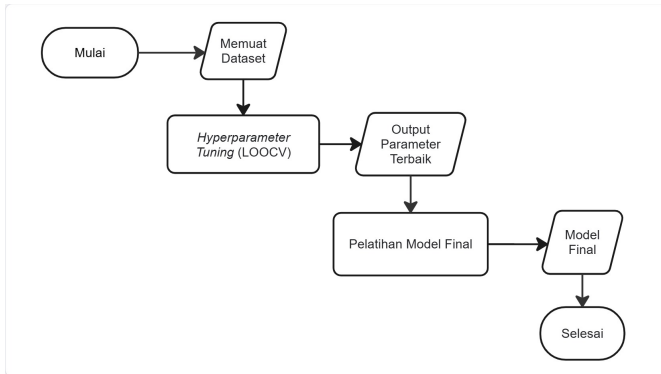 Mulai
Memuat
Dataset
Hyperparameter
Tuning (LOOCV)
Output
Parameter
Terbaik
Pelatihan Model Final
Model
Final
Selesai